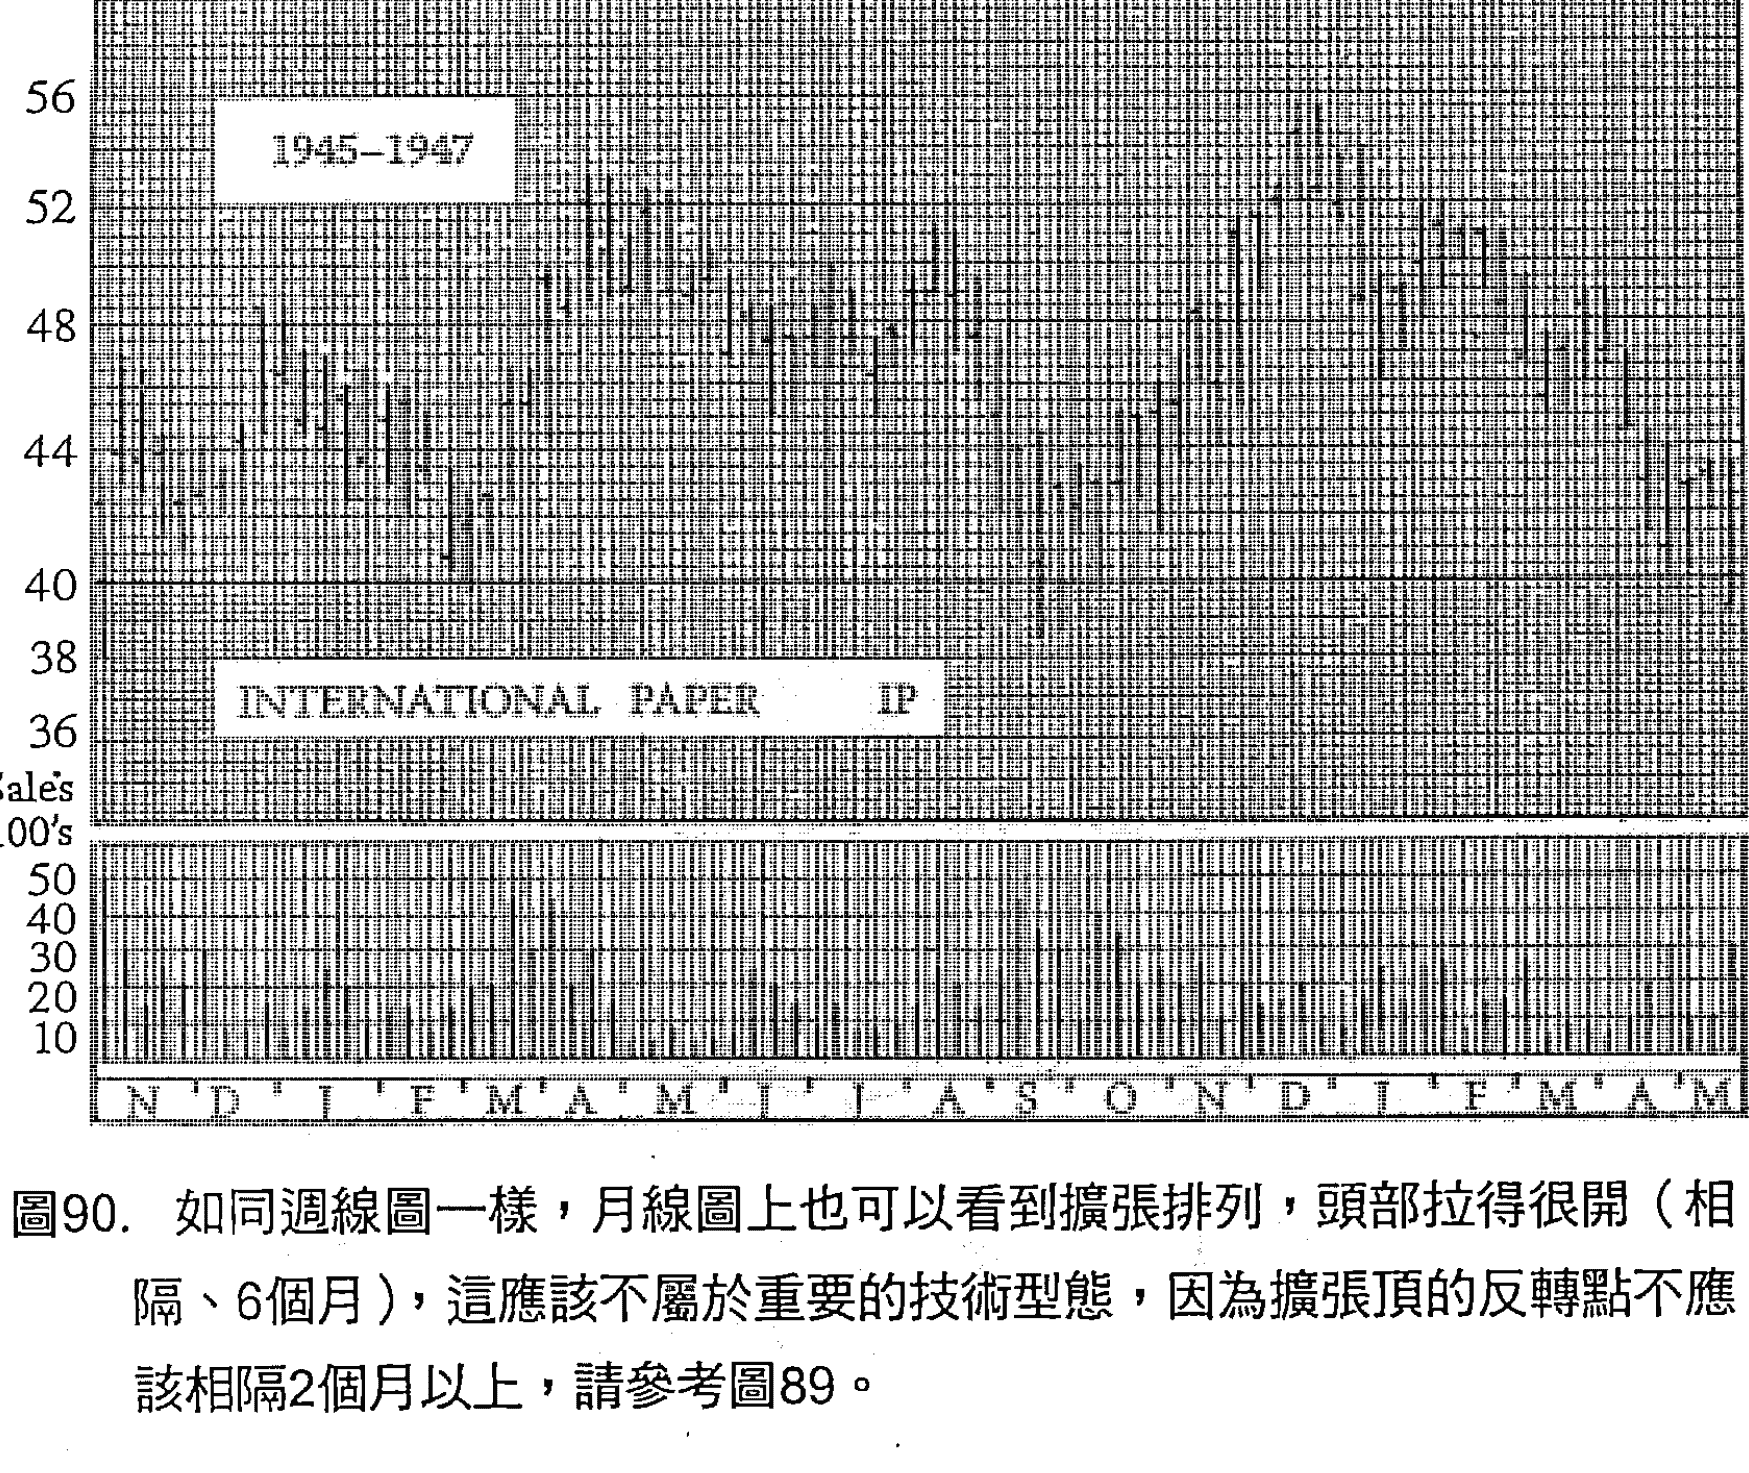 56
1945–1947
52
48
44
40
38
INTERNATIONAL PAPER IP
36
Sales
100's
50
40
30
20
10
N D J F M A M J J A S O N D J F M A M
圖90. 如同週線圖一樣，月線圖上也可以看到擴張排列，頭部拉得很開（相
隔、6個月），這應該不屬於重要的技術型態，因為擴張頂的反轉點不應
該相隔2個月以上，請參考圖89。